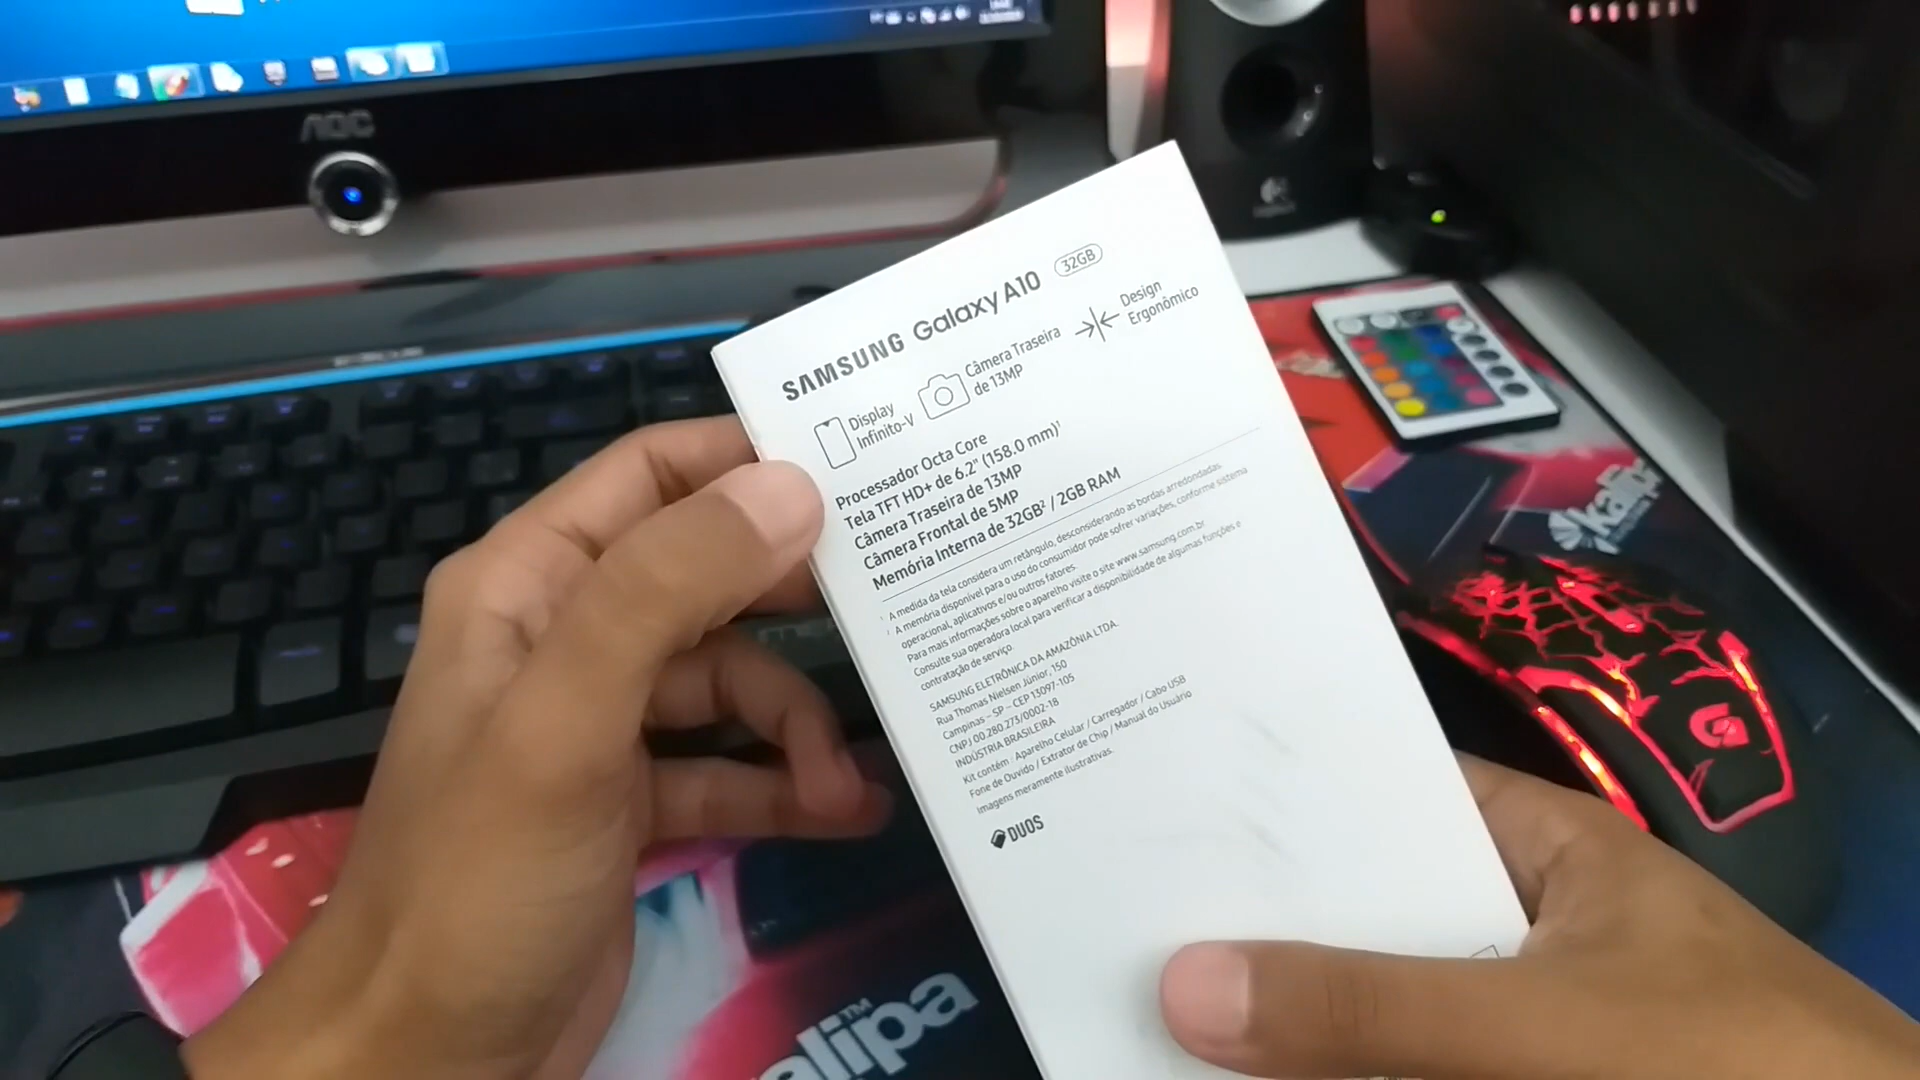 AOC
SAMSUNG Galaxy A10 32GB
Display
Infinito-V
Câmera Traseira
de 13MP
Design
Ergonômico
Processador Octa Core
Tela TFT HD+ de 6.2" (158.0 mm)¹
Câmera Traseira de 13MP
Câmera Frontal de 5MP
Memória Interna de 32GB² / 2GB RAM
¹ A medida da tela considera um retângulo, desconsiderando as bordas arredondadas.
² A memória disponível para o uso do consumidor pode sofrer variações, conforme sistema
operacional, aplicativos e/ou outros fatores.
Para mais informações sobre o aparelho visite o site www.samsung.com.br
Consulte sua operadora local para verificar a disponibilidade de algumas funções e
contratação de serviço.
SAMSUNG ELETRÔNICA DA AMAZÔNIA LTDA.
Rua Thomas Nielsen Júnior, 150
Campinas – SP – CEP 13097-105
CNPJ 00.280.273/0002-18
INDÚSTRIA BRASILEIRA
Kit contém : Aparelho Celular / Carregador / Cabo USB
Fone de Ouvido / Extrator de Chip / Manual do Usuário
Imagens meramente ilustrativas.
DUOS
kalipa
alipa™